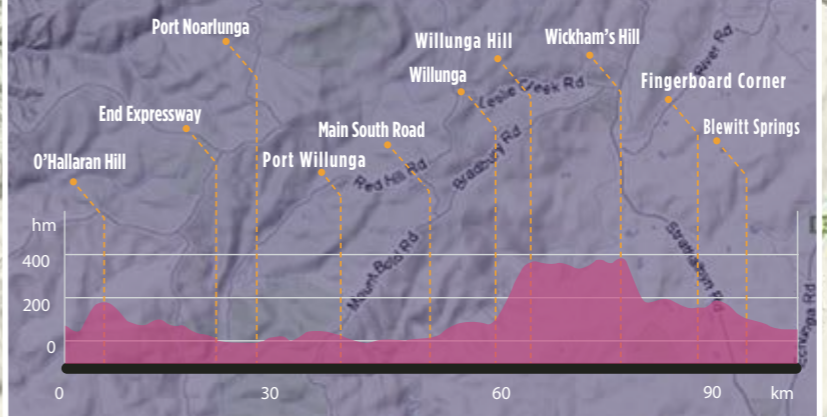 Port Noarlunga
Willunga Hill
Wickham's Hill
River Rd
Willunga
Fingerboard Corner
Leslie Creek Rd
End Expressway
Main South Road
Blewitt Springs
O'Hallaran Hill
Port Willunga
Red Hill Rd
Bradbury Rd
hm
400
Mount Bold Rd
Strathalbyn Rd
200
0
0
30
60
90
km